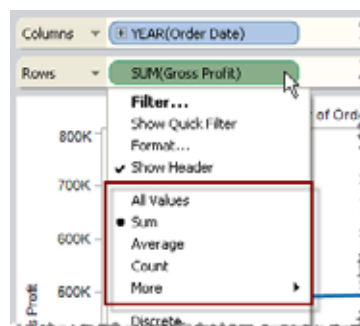 Columns
YEAR(Order Date)
Rows
SUM(Gross Profit)
Filter...
of Ord
Show Quick Filter
800K
Format...
Show Header
700K
All Values
Sum
600K
Average
Count
More
500K
Profit
Discrete